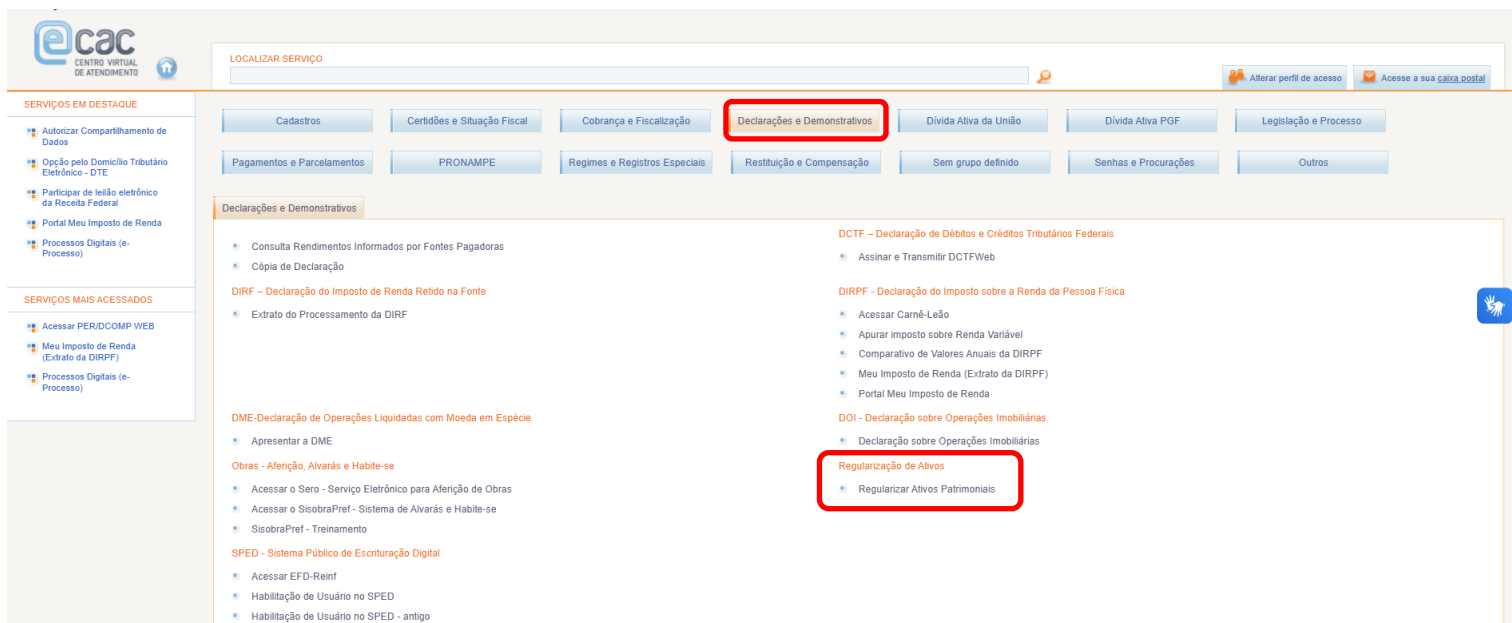 e cac
CENTRO VIRTUAL
DE ATENDIMENTO
LOCALIZAR SERVIÇO
Alterar perfil de acesso
Acesse a sua caixa postal
SERVIÇOS EM DESTAQUE
Autorizar Compartilhamento de
Dados
Opção pelo Domicílio Tributário
Eletrônico - DTE
Participar de leilão eletrônico
da Receita Federal
Portal Meu Imposto de Renda
Processos Digitais (e-
Processo)
SERVIÇOS MAIS ACESSADOS
Acessar PER/DCOMP WEB
Meu Imposto de Renda
(Extrato da DIRPF)
Processos Digitais (e-
Processo)
Cadastros
Certidões e Situação Fiscal
Cobrança e Fiscalização
Declarações e Demonstrativos
Dívida Ativa da União
Dívida Ativa PGF
Legislação e Processo
Pagamentos e Parcelamentos
PRONAMPE
Regimes e Registros Especiais
Restituição e Compensação
Sem grupo definido
Senhas e Procurações
Outros
Declarações e Demonstrativos
Consulta Rendimentos Informados por Fontes Pagadoras
Cópia de Declaração
DCTF – Declaração de Débitos e Créditos Tributários Federais
Assinar e Transmitir DCTFWeb
DIRF – Declaração do Imposto de Renda Retido na Fonte
Extrato do Processamento da DIRF
DIRPF - Declaração do Imposto sobre a Renda da Pessoa Física
Acessar Carnê-Leão
Apurar imposto sobre Renda Variável
Comparativo de Valores Anuais da DIRPF
Meu Imposto de Renda (Extrato da DIRPF)
Portal Meu Imposto de Renda
DME-Declaração de Operações Liquidadas com Moeda em Espécie
Apresentar a DME
DOI - Declaração sobre Operações Imobiliárias
Declaração sobre Operações Imobiliárias
Obras - Aferição, Alvarás e Habite-se
Acessar o Sero - Serviço Eletrônico para Aferição de Obras
Acessar o SisobraPref - Sistema de Alvarás e Habite-se
SisobraPref - Treinamento
Regularização de Ativos
Regularizar Ativos Patrimoniais
SPED - Sistema Público de Escrituração Digital
Acessar EFD-Reinf
Habilitação de Usuário no SPED
Habilitação de Usuário no SPED - antigo